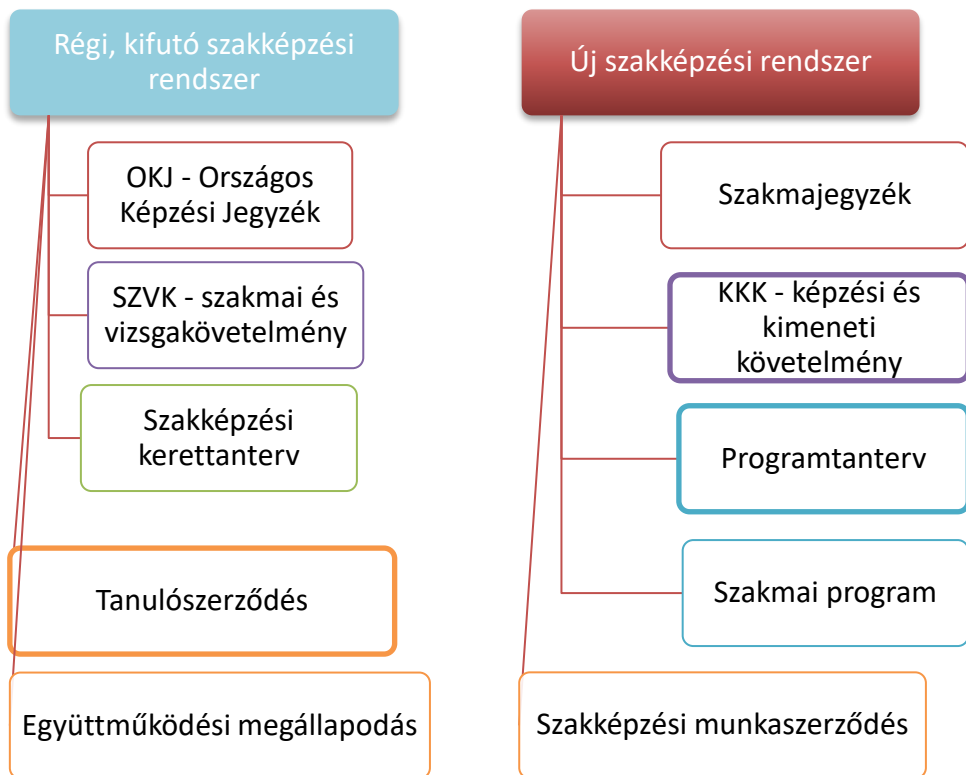 Régi, kifutó szakképzési
rendszer
OKJ - Országos
Képzési Jegyzék
SZVK - szakmai és
vizsgakövetelmény
Szakképzési
kerettanterv
Tanulószerződés
Együttműködési megállapodás
Új szakképzési rendszer
Szakmajegyzék
KKK - képzési és
kimeneti
követelmény
Programtanterv
Szakmai program
Szakképzési munkaszerződés